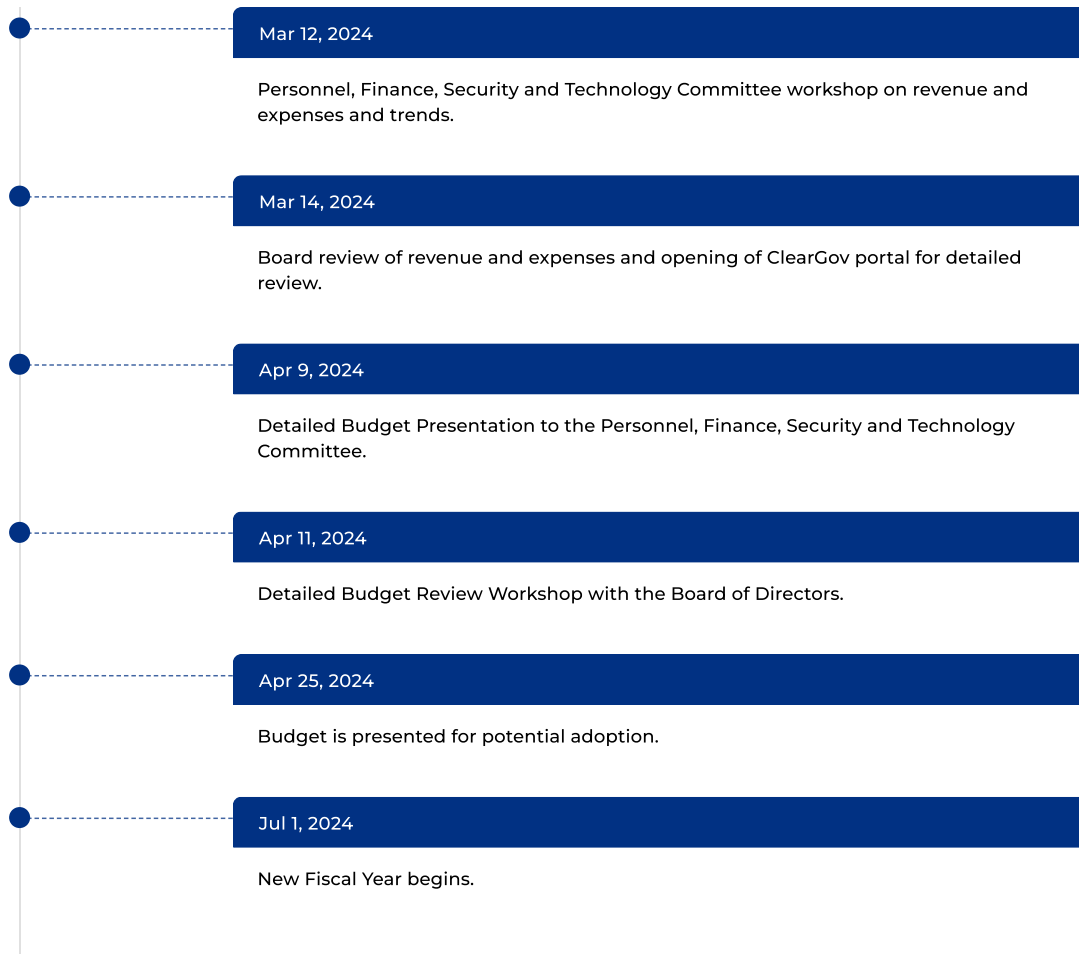 Mar 12, 2024
Personnel, Finance, Security and Technology Committee workshop on revenue and
expenses and trends.
Mar 14, 2024
Board review of revenue and expenses and opening of ClearGov portal for detailed
review.
Apr 9, 2024
Detailed Budget Presentation to the Personnel, Finance, Security and Technology
Committee.
Apr 11, 2024
Detailed Budget Review Workshop with the Board of Directors.
Apr 25, 2024
Budget is presented for potential adoption.
Jul 1, 2024
New Fiscal Year begins.